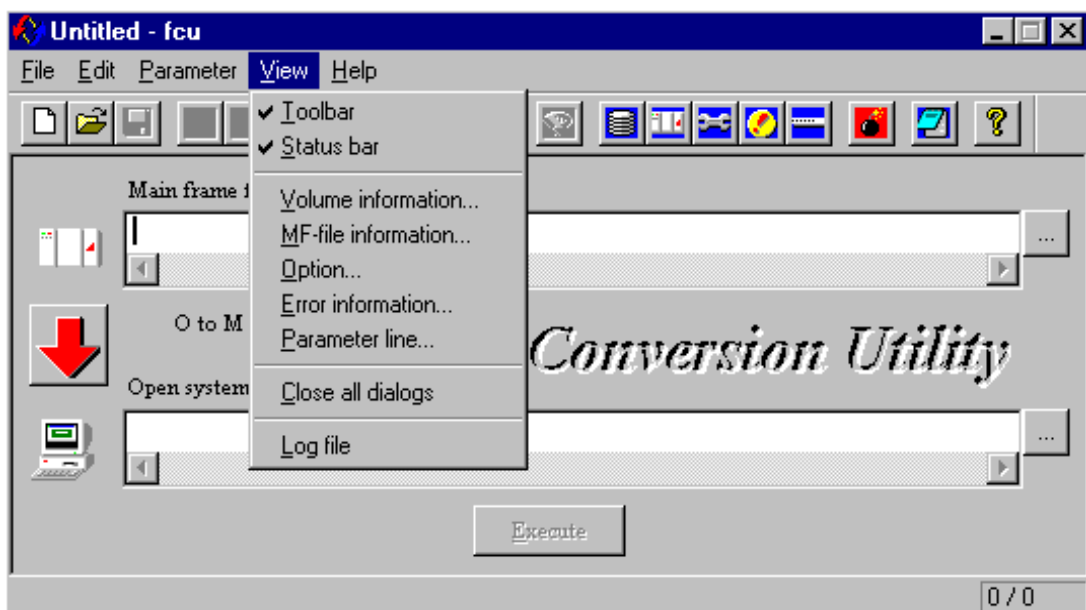 Untitled - fcu
File Edit Parameter View Help
Toolbar
Status bar
Volume information...
MF-file information...
Option...
Error information...
Parameter line...
Close all dialogs
Log file
Main frame
...
O to M
Conversion Utility
Open system
...
Execute
0 / 0